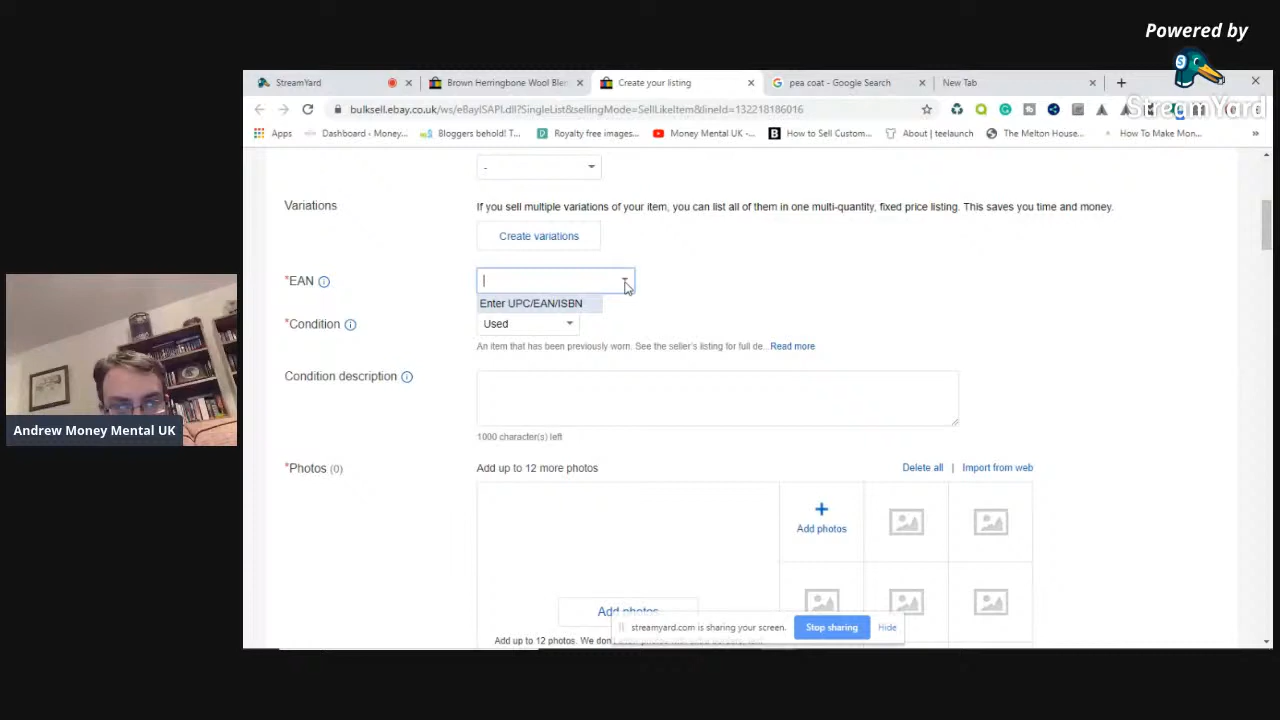 Powered by
StreamYard
StreamYard
Brown Herringbone Wool Blen
Create your listing
pea coat - Google Search
New Tab
bulksell.ebay.co.uk/ws/eBayISAPI.dll?SingleList&sellingMode=SellLikeItem&lineId=132218186016
Apps
Dashboard ‹ Money...
Bloggers behold! T...
Royalty free images...
Money Mental UK -...
How to Sell Custom...
About | teelaunch
The Melton House...
How To Make Mon...
-
Variations
If you sell multiple variations of your item, you can list all of them in one multi-quantity, fixed price listing. This saves you time and money.
Create variations
*EAN
Enter UPC/EAN/ISBN
*Condition
Used
An item that has been previously worn. See the seller's listing for full de... Read more
Condition description
1000 character(s) left
*Photos (0)
Add up to 12 more photos
Delete all | Import from web
Add photos
Add photos
Add up to 12 photos. We don
streamyard.com is sharing your screen.
Stop sharing
Hide
Andrew Money Mental UK